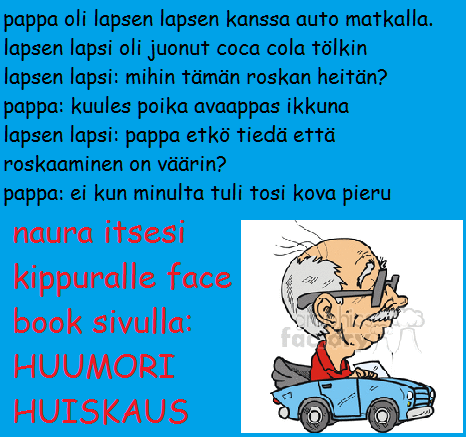 pappa oli lapsen lapsen kanssa auto matkalla.
lapsen lapsi oli juonut coca cola tölkin
lapsen lapsi: mihin tämän roskan heitän?
pappa: kuules poika avaappas ikkuna
lapsen lapsi: pappa etkö tiedä että
roskaaminen on väärin?
pappa: ei kun minulta tuli tosi kova pieru
naura itsesi
kippuralle face
book sivulla:
HUUMORI
HUISKAUS